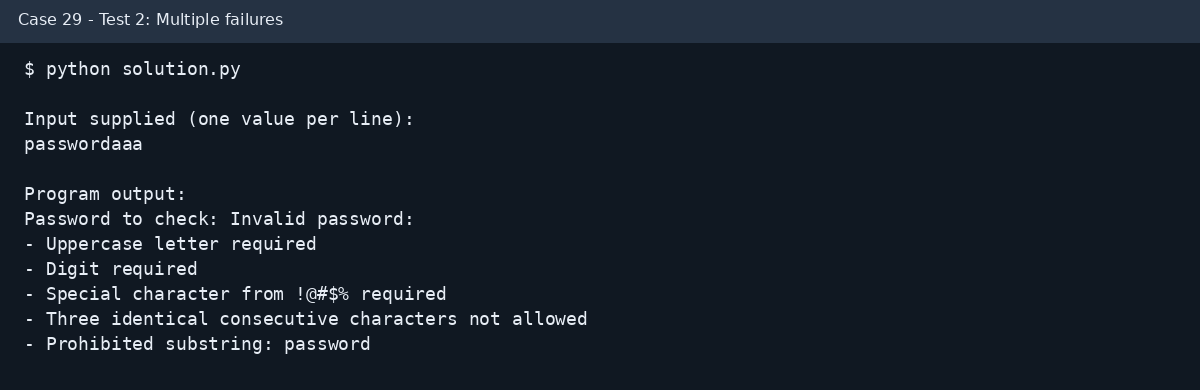 Case 29 - Test 2: Multiple failures
$ python solution.py
Input supplied (one value per line):
passwordaaa
Program output:
Password to check: Invalid password:
- Uppercase letter required
- Digit required
- Special character from !@#$% required
- Three identical consecutive characters not allowed
- Prohibited substring: password